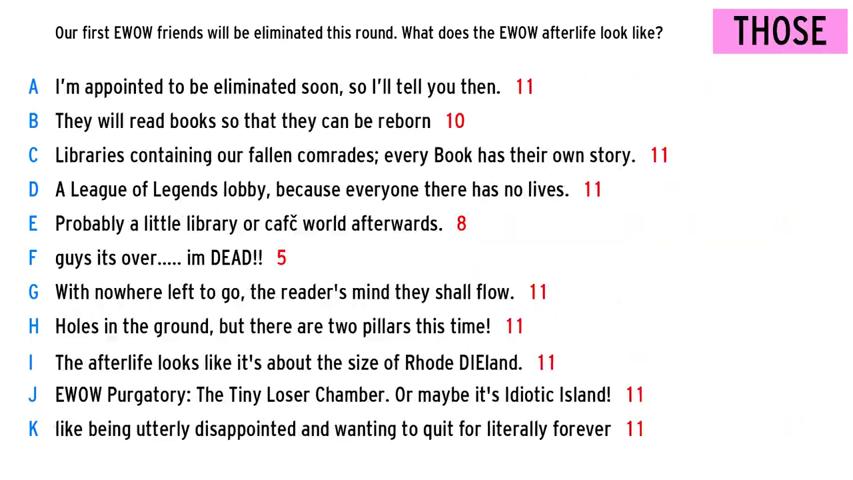 Our first EWOW friends will be eliminated this round. What does the EWOW afterlife look like?
THOSE
A I'm appointed to be eliminated soon, so I'll tell you then. 11
B They will read books so that they can be reborn 10
C Libraries containing our fallen comrades; every Book has their own story. 11
D A League of Legends lobby, because everyone there has no lives. 11
E Probably a little library or cafč world afterwards. 8
F guys its over..... im DEAD!! 5
G With nowhere left to go, the reader's mind they shall flow. 11
H Holes in the ground, but there are two pillars this time! 11
I The afterlife looks like it's about the size of Rhode DIEland. 11
J EWOW Purgatory: The Tiny Loser Chamber. Or maybe it's Idiotic Island! 11
K like being utterly disappointed and wanting to quit for literally forever 11